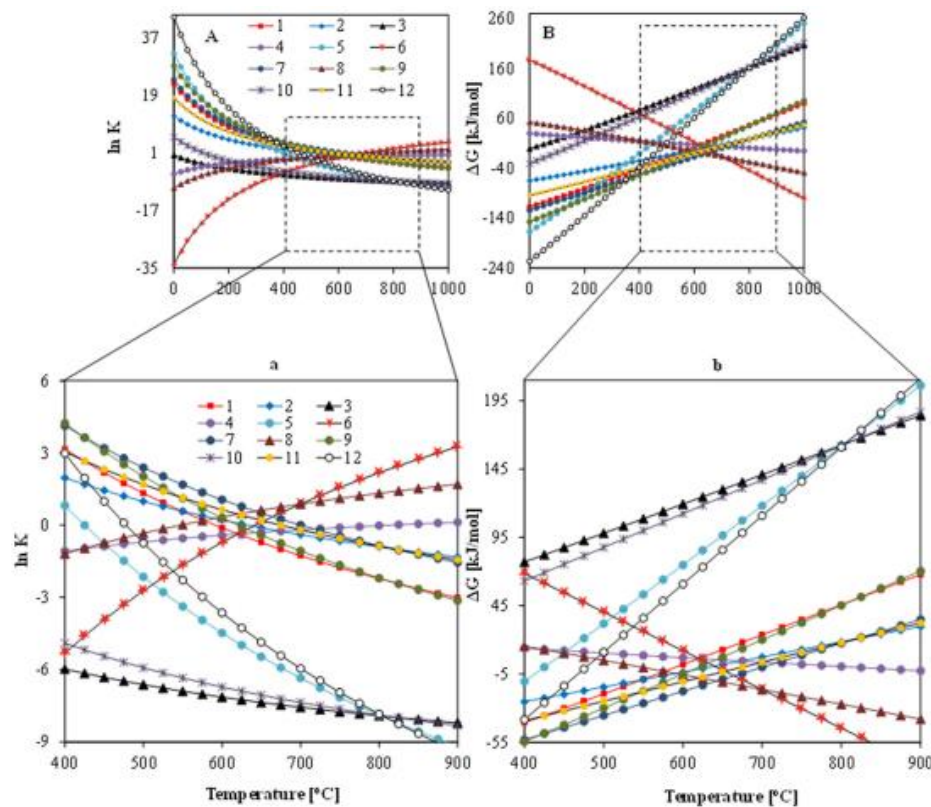 A
1 2 3
4 5 6
7 8 9
10 11 12
37
19
1
-17
-35
ln K
0 200 400 600 800 1000
B
260
160
60
-40
-140
-240
ΔG [kJ/mol]
0 200 400 600 800 1000
a
1 2 3
4 5 6
7 8 9
10 11 12
6
3
0
-3
-6
-9
ln K
400 500 600 700 800 900
Temperature [°C]
b
195
145
95
45
-5
-55
ΔG [kJ/mol]
400 500 600 700 800 900
Temperature [°C]